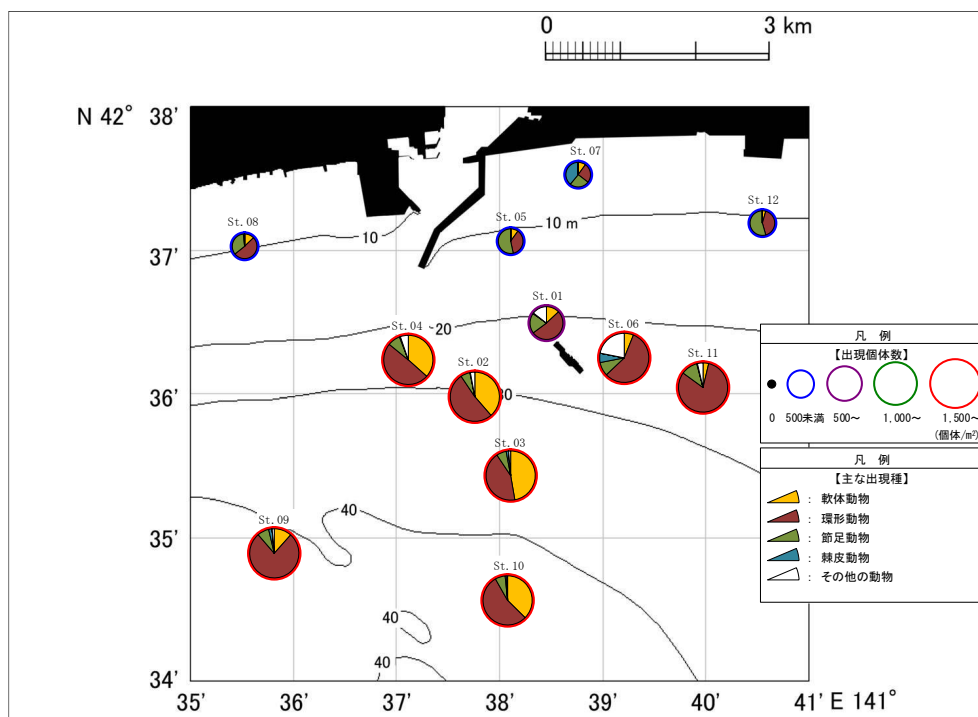 0 3 km
N 42° 38'
St.07
St.12
St.08
St.05
10 m
10
37'
St.01
St.04
20
St.06
St.11
St.02
36'
30
St.03
40
St.09
35'
St.10
40
40
34'
35' 36' 37' 38' 39' 40' 41' E 141°
凡 例
【出現個体数】
0 500未満 500~ 1,000~ 1,500~
(個体/m²)
凡 例
【主な出現種】
: 軟体動物
: 環形動物
: 節足動物
: 棘皮動物
: その他の動物